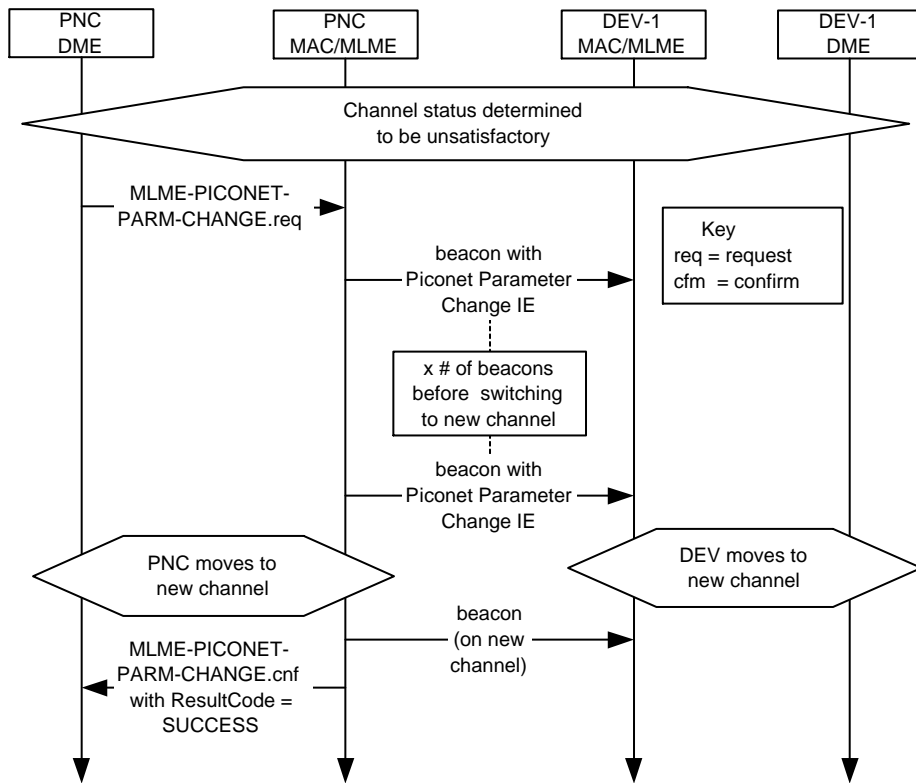 PNC
DME
PNC
MAC/MLME
DEV-1
MAC/MLME
DEV-1
DME
Channel status determined
to be unsatisfactory
MLME-PICONET-
PARM-CHANGE.req
Key
req = request
cfm = confirm
beacon with
Piconet Parameter
Change IE
x # of beacons
before switching
to new channel
beacon with
Piconet Parameter
Change IE
PNC moves to
new channel
DEV moves to
new channel
beacon
(on new
channel)
MLME-PICONET-
PARM-CHANGE.cnf
with ResultCode =
SUCCESS